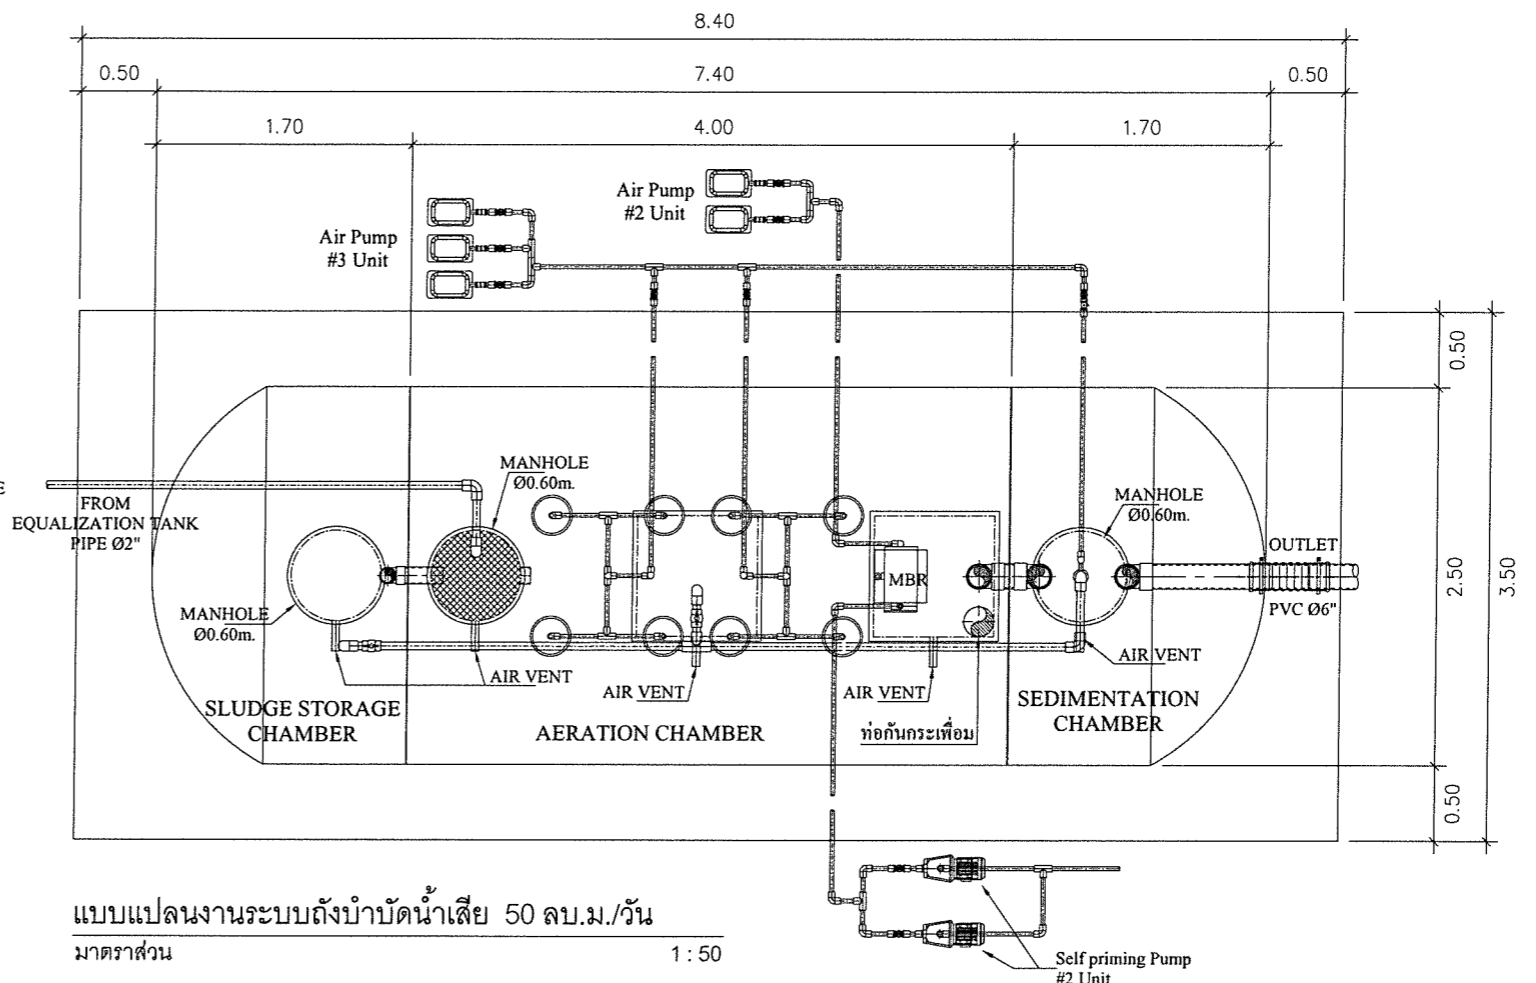 8.40
0.50
7.40
0.50
1.70
4.00
1.70
Air Pump
#2 Unit
Air Pump
#3 Unit
0.50
2.50
3.50
0.50
MANHOLE
Ø0.60m.
MANHOLE
Ø0.60m.
FROM
EQUALIZATION TANK
PIPE Ø2"
OUTLET
MBR
MANHOLE
Ø0.60m.
PVC Ø6"
AIR VENT
AIR VENT
AIR VENT
AIR VENT
SLUDGE STORAGE
CHAMBER
AERATION CHAMBER
ท่อกันกระเพื่อม
SEDIMENTATION
CHAMBER
แบบแปลนงานระบบถังบำบัดน้ำเสีย 50 ลบ.ม./วัน
มาตราส่วน 1 : 50
Self priming Pump
#2 Unit